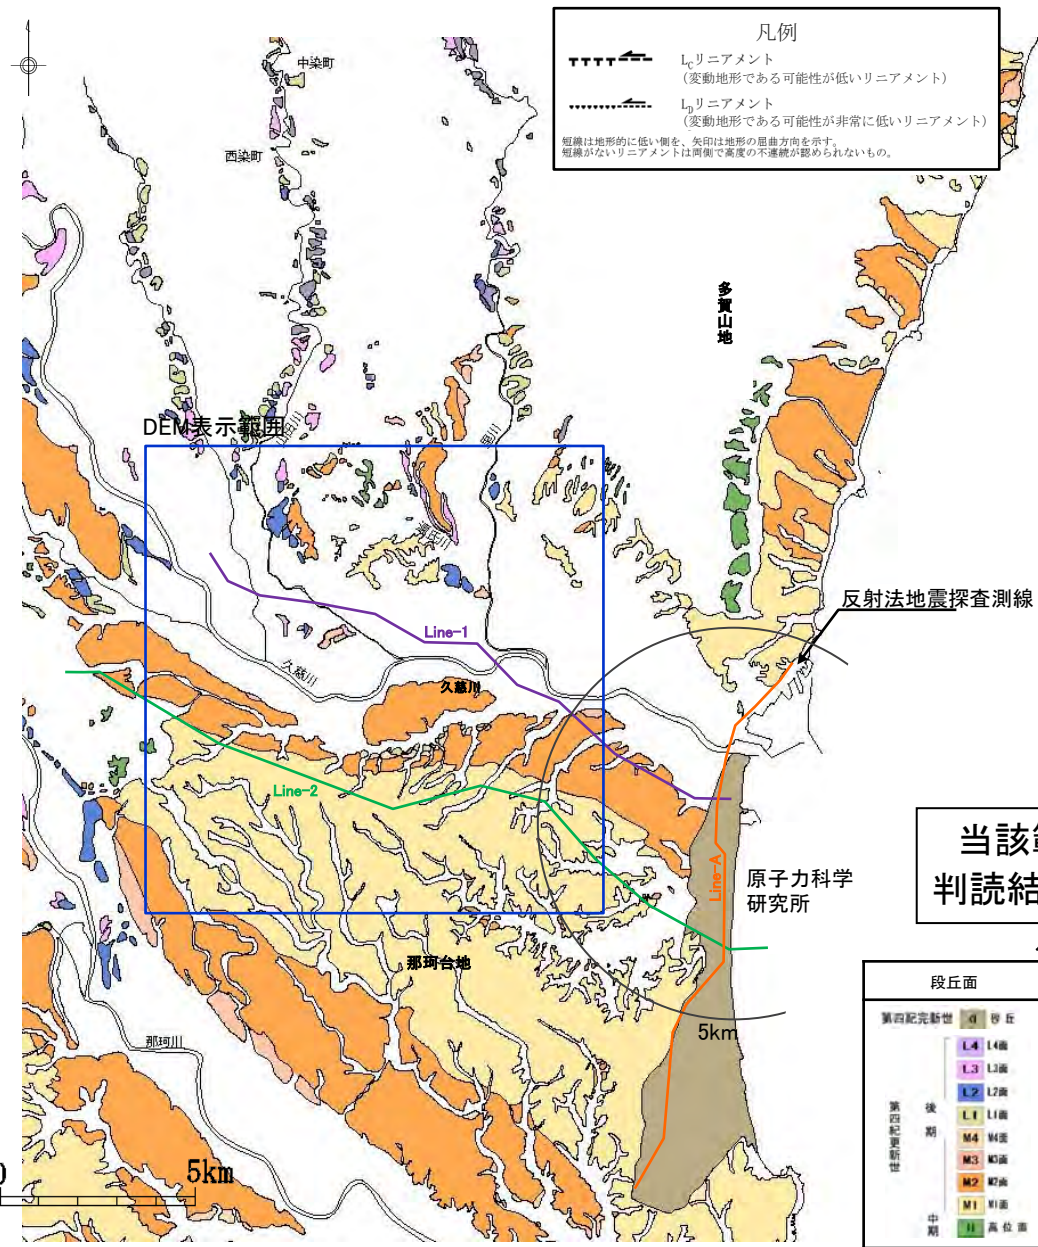 凡例
LCリニアメント
(変動地形である可能性が低いリニアメント)
LDリニアメント
(変動地形である可能性が非常に低いリニアメント)
短線は地形的に低い側を、矢印は地形の屈曲方向を示す。
短線がないリニアメントは両側で高度の不連続が認められないもの。
中染町
西染町
多賀山地
DEM表示範囲
山田川
里川
源氏川
反射法地震探査測線
Line-1
久慈川
久慈川
Line-2
Line-A
原子力科学
研究所
当該
判読結
那珂台地
5km
那珂川
5km
段丘面
第四紀完新世 d 砂丘
L4 L4面
L3 L3面
L2 L2面
第四紀更新世
後期
L1 L1面
M4 M4面
M3 M3面
M2 M2面
M1 M1面
中期
H 高位面